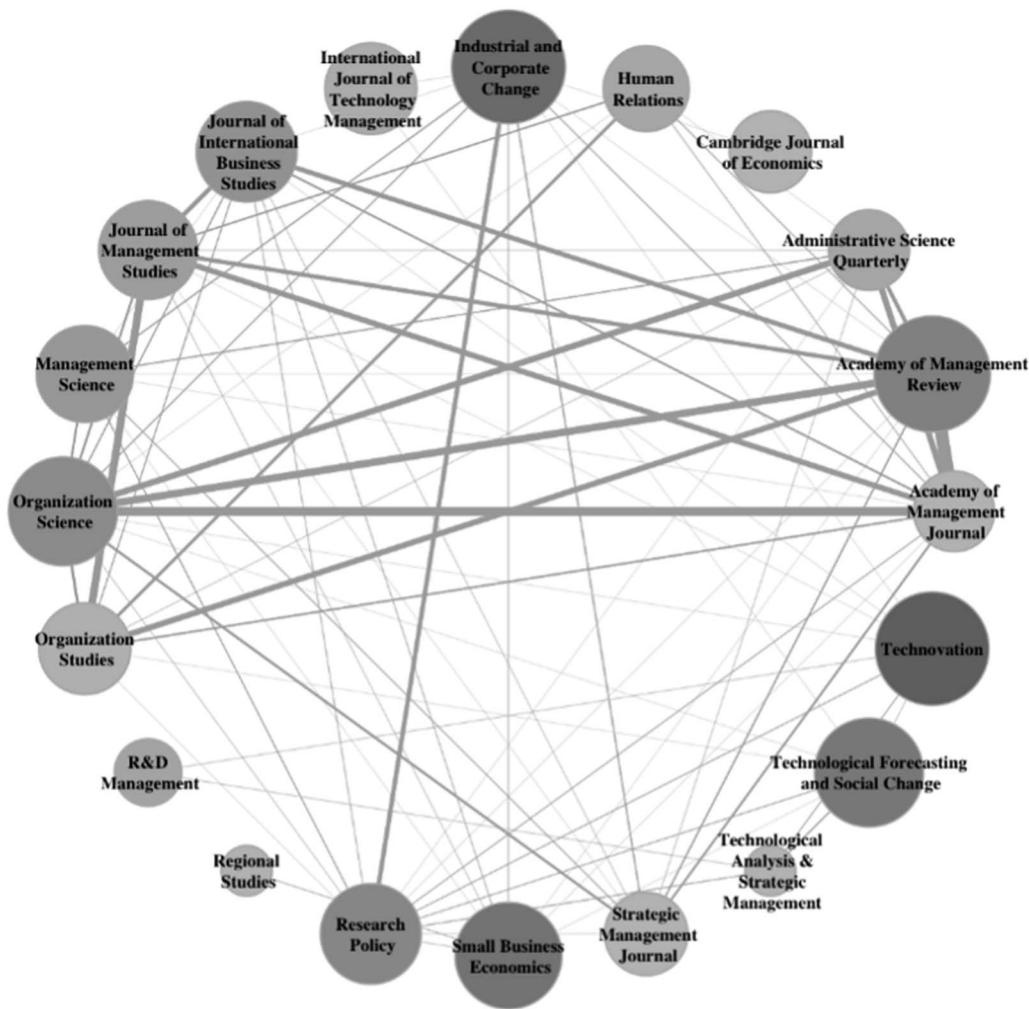 Industrial and
Corporate
Change
Human
Relations
Cambridge Journal
of Economics
Administrative Science
Quarterly
Academy of Management
Review
Academy of
Management
Journal
Technovation
Technological Forecasting
and Social Change
Technological
Analysis &
Strategic
Management
Strategic
Management
Journal
Small Business
Economics
Research
Policy
Regional
Studies
R&D
Management
Organization
Studies
Organization
Science
Management
Science
Journal of
Management
Studies
Journal of
International
Business
Studies
International
Journal of
Technology
Management